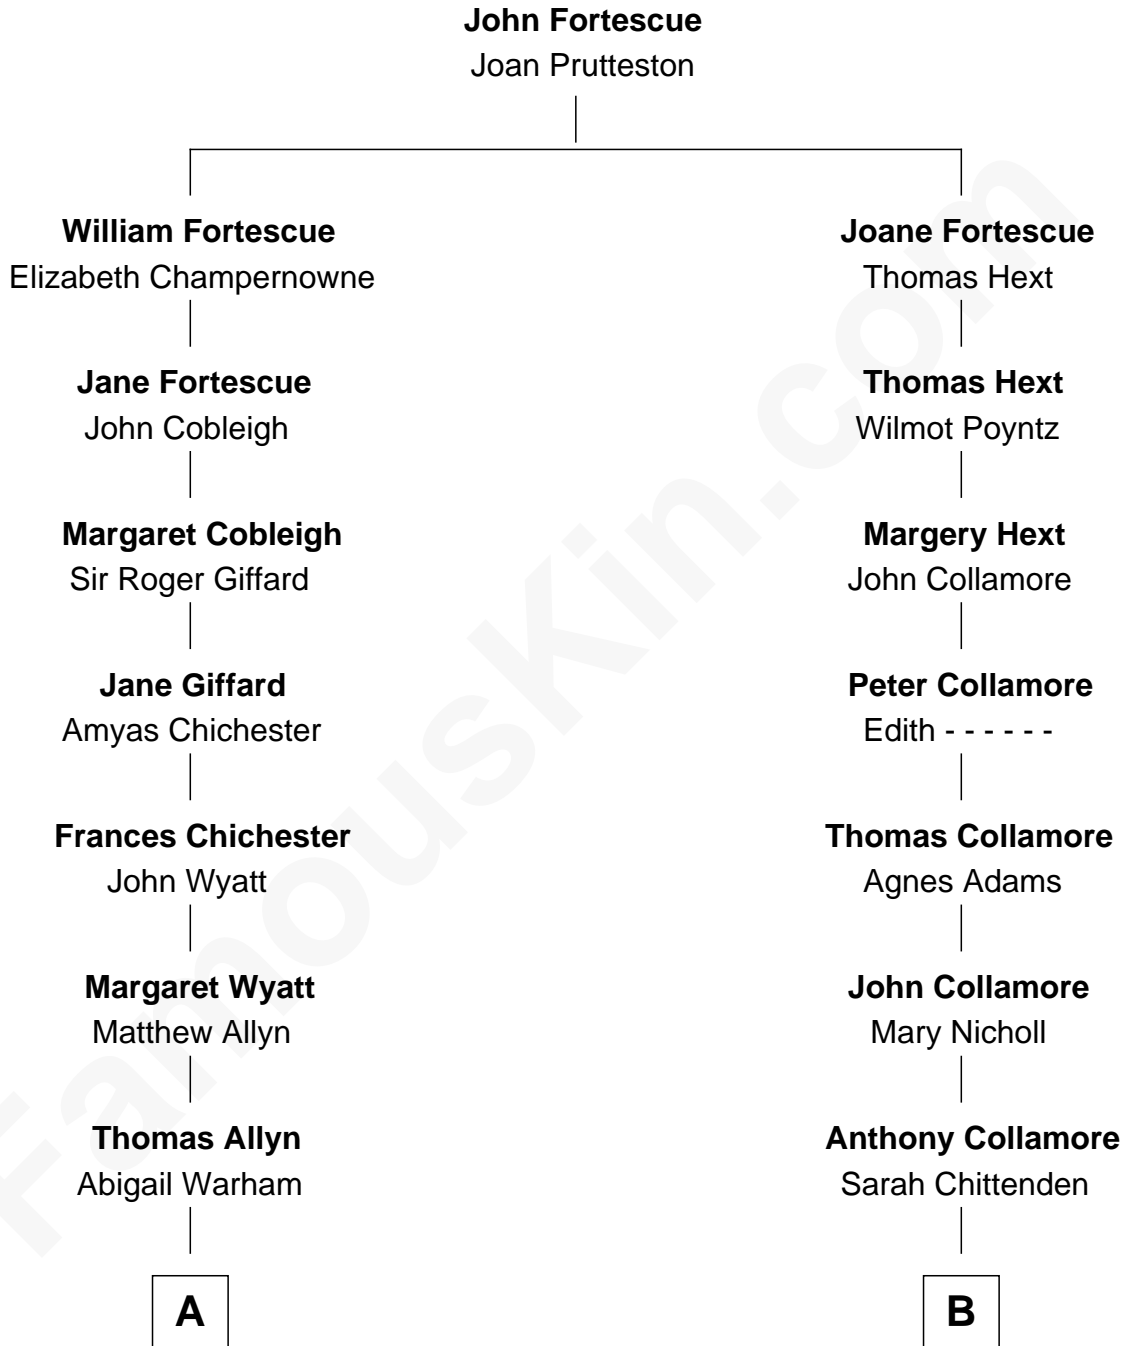 John Fortescue
Joan Prutteston
William Fortescue
Elizabeth Champernowne
Joane Fortescue
Thomas Hext
Jane Fortescue
John Cobleigh
Thomas Hext
Wilmot Poyntz
Margaret Cobleigh
Sir Roger Giffard
Margery Hext
John Collamore
Jane Giffard
Amyas Chichester
Peter Collamore
Edith - - - - - -
Frances Chichester
John Wyatt
Thomas Collamore
Agnes Adams
Margaret Wyatt
Matthew Allyn
John Collamore
Mary Nicholl
Thomas Allyn
Abigail Warham
Anthony Collamore
Sarah Chittenden
A
B
FamousKin.com